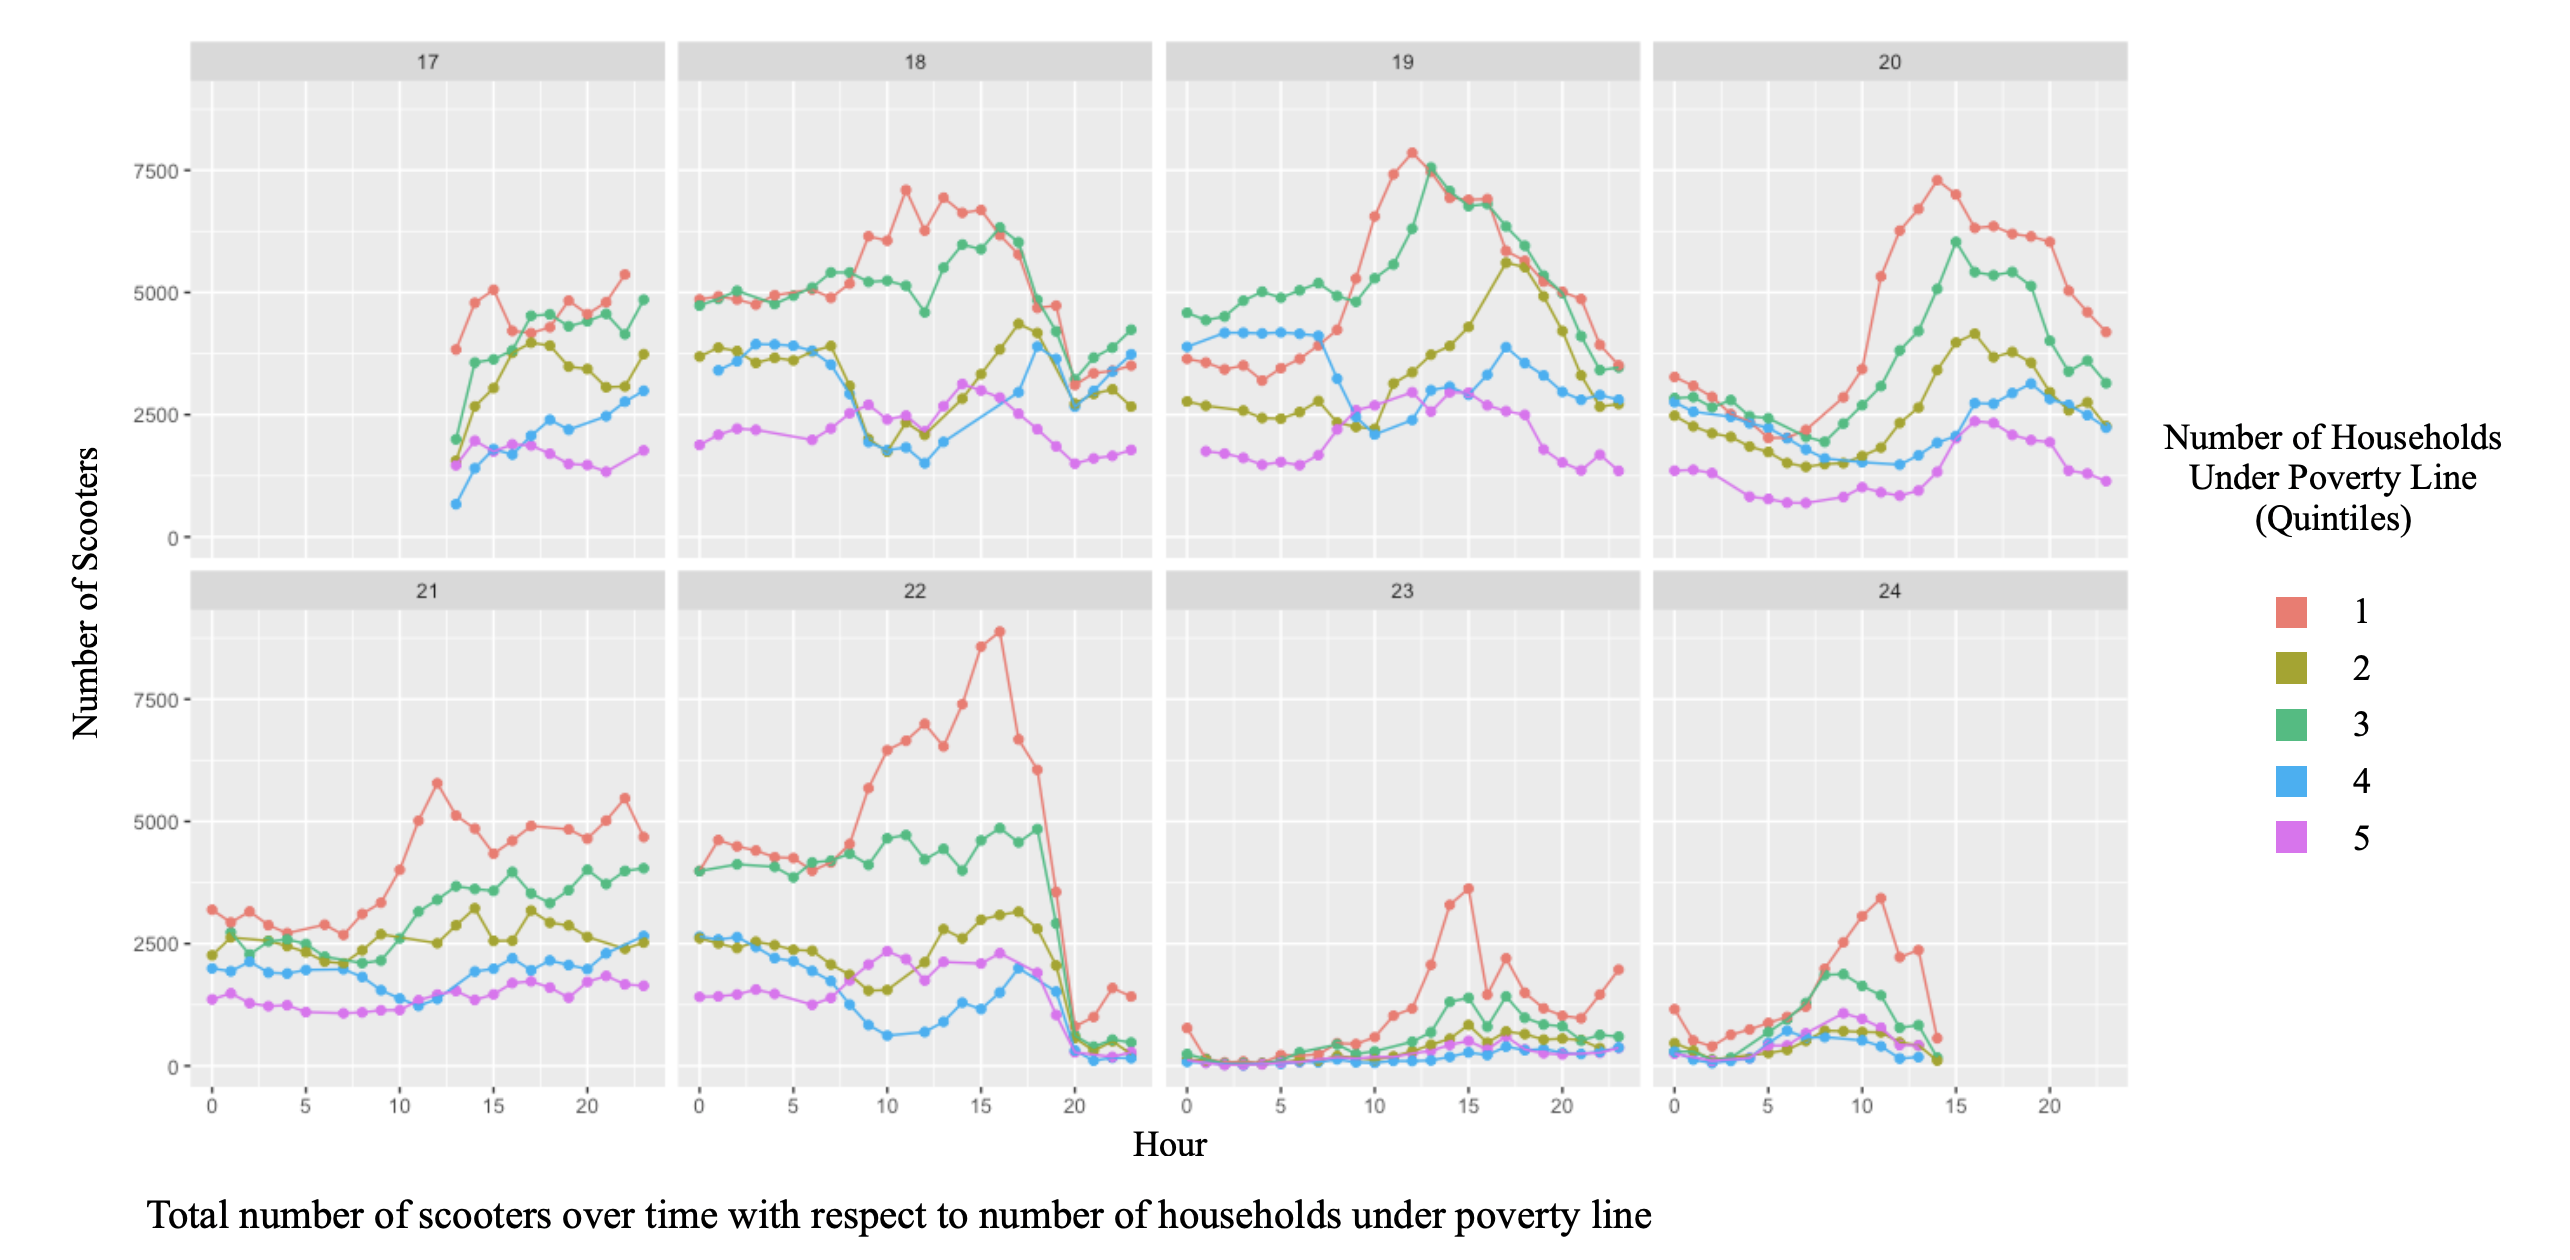 17 18 19 20
7500
5000
2500
0
Number of Scooters
21 22 23 24
7500
5000
2500
0
0 5 10 15 20 0 5 10 15 20 0 5 10 15 20 0 5 10 15 20
Hour
Number of Households
Under Poverty Line
(Quintiles)
1
2
3
4
5
Total number of scooters over time with respect to number of households under poverty line